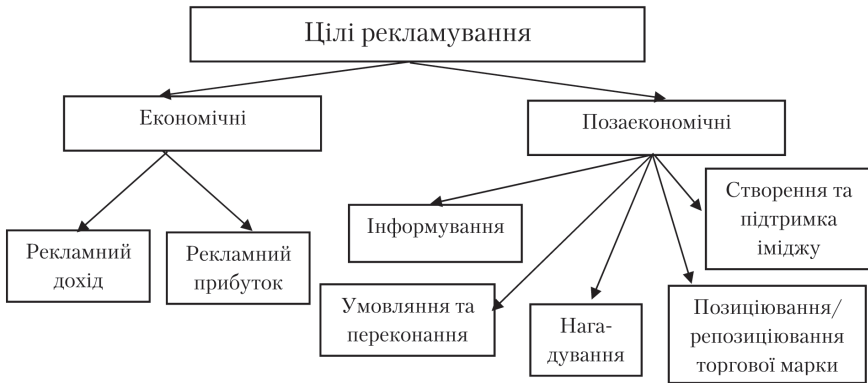 Цілі рекламування
Економічні
Позаекономічні
Рекламний
дохід
Рекламний
прибуток
Інформування
Умовляння та
переконання
Нага-
дування
Створення та
підтримка
іміджу
Позиціювання/
репозиціювання
торгової марки